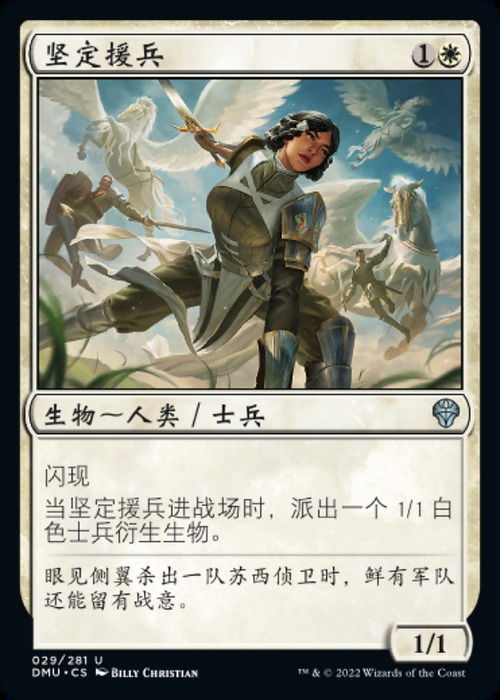 坚定援兵 1
生物～人类 / 士兵
闪现
当坚定援兵进战场时，派出一个 1/1 白
色士兵衍生生物。
眼见侧翼杀出一队苏西侦卫时，鲜有军队
还能留有战意。
1/1
029/281 U
DMU • CS Billy Christian
™ & © 2022 Wizards of the Coast